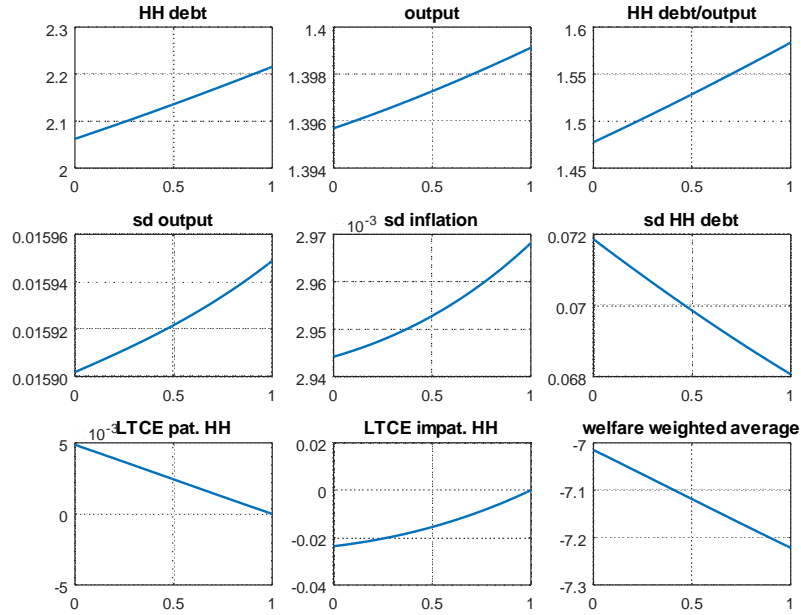 HH debt
output
HH debt/output
2.3
2.2
2.1
2
0 0.5 1
1.4
1.398
1.396
1.394
0 0.5 1
1.6
1.55
1.5
1.45
0 0.5 1
sd output
10-3 sd inflation
sd HH debt
0.01596
0.01594
0.01592
0.01590
0 0.5 1
2.97
2.96
2.95
2.94
0 0.5 1
0.072
0.07
0.068
0 0.5 1
10-3 LTCE pat. HH
LTCE impat. HH
welfare weighted average
5
0
-5
0 0.5 1
0.02
0
-0.02
-0.04
0 0.5 1
-7
-7.1
-7.2
-7.3
0 0.5 1